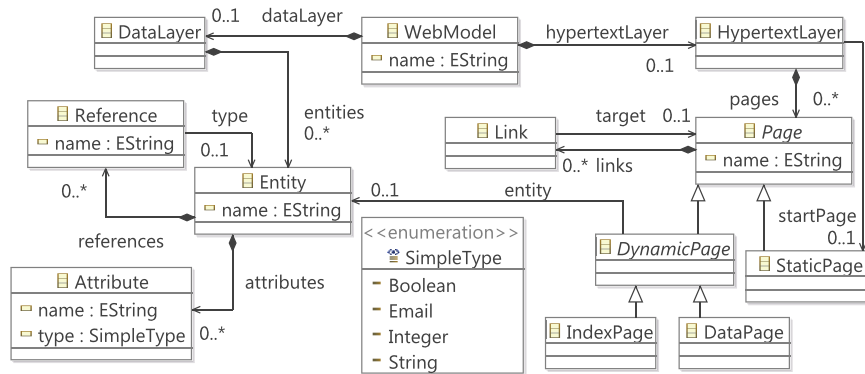 0..1
dataLayer
DataLayer
WebModel
name : EString
hypertextLayer
0..1
HypertextLayer
Reference
name : EString
type
0..1
entities
0..*
Link
target
0..1
0..*
links
pages
0..*
Page
name : EString
0..*
references
Entity
name : EString
0..1
entity
<<enumeration>>
SimpleType
Boolean
Email
Integer
String
DynamicPage
startPage
0..1
StaticPage
Attribute
name : EString
type : SimpleType
attributes
0..*
IndexPage
DataPage